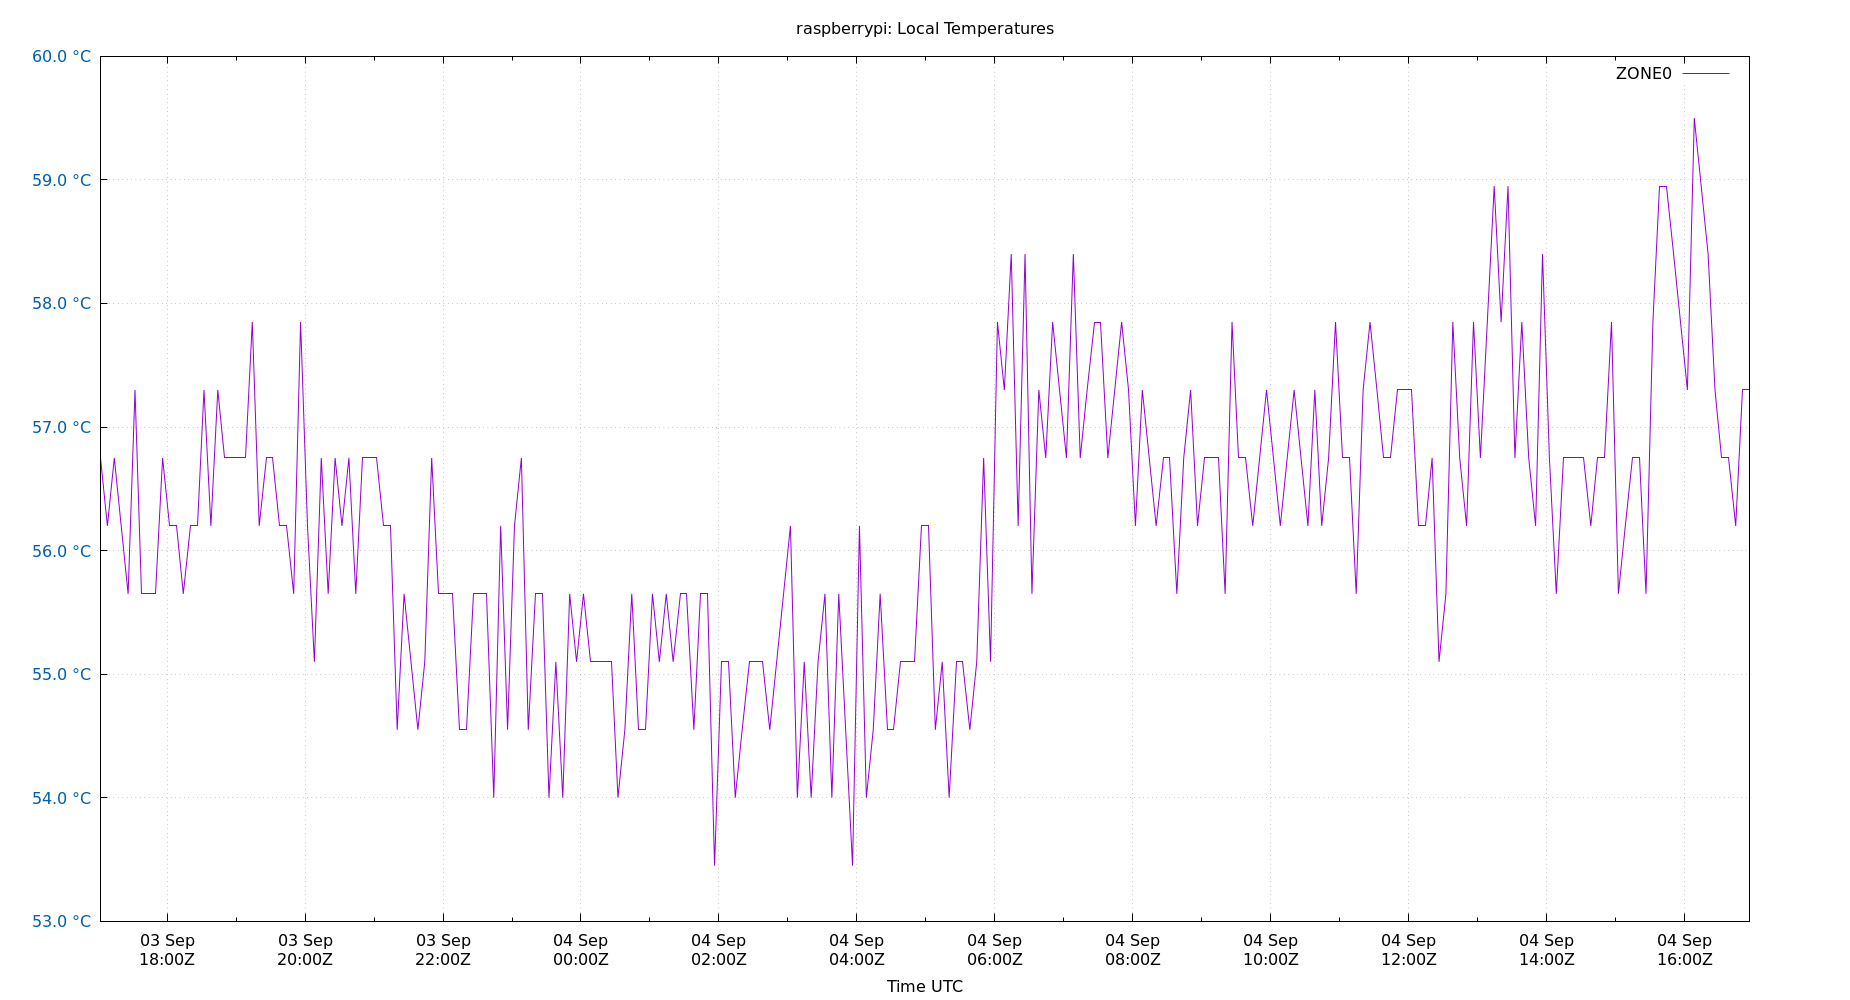 raspberrypi: Local Temperatures
60.0 °C
ZONE0
59.0 °C
58.0 °C
57.0 °C
56.0 °C
55.0 °C
54.0 °C
53.0 °C
03 Sep 03 Sep 03 Sep 04 Sep 04 Sep 04 Sep 04 Sep 04 Sep 04 Sep 04 Sep 04 Sep 04 Sep
18:00Z 20:00Z 22:00Z 00:00Z 02:00Z 04:00Z 06:00Z 08:00Z 10:00Z 12:00Z 14:00Z 16:00Z
Time UTC